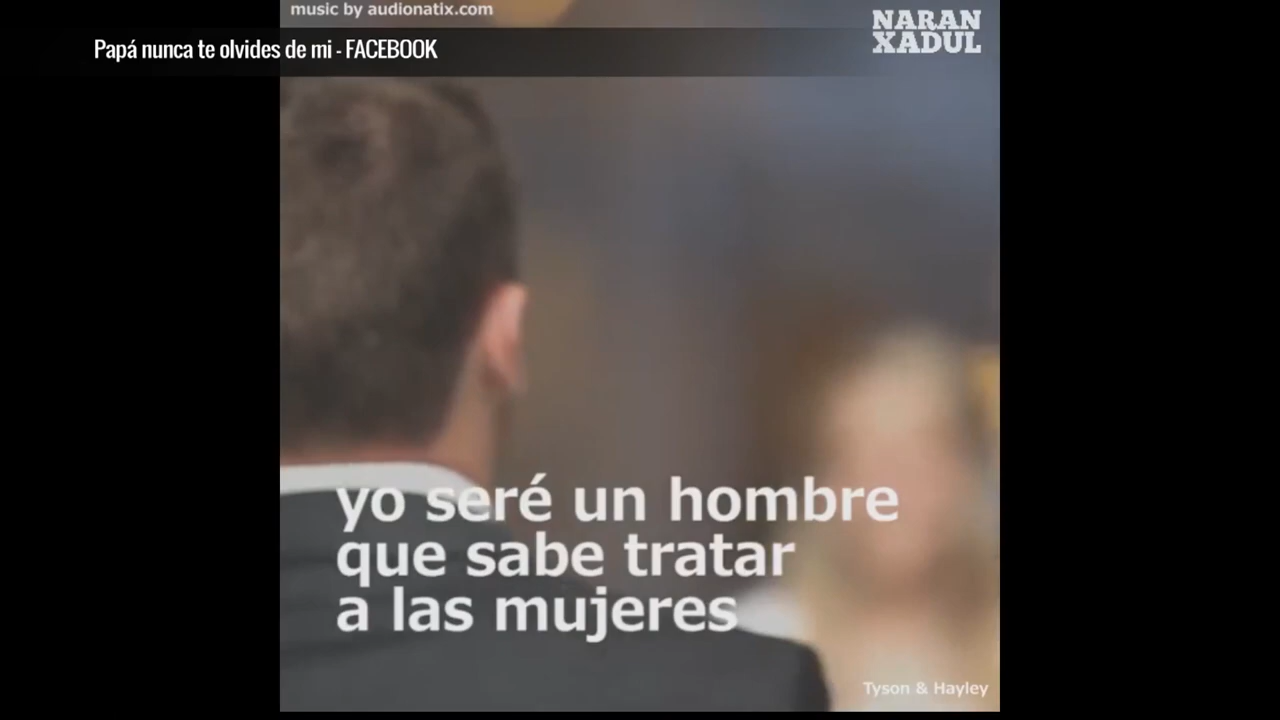 music by audionatix.com
NARAN
XADUL
Papá nunca te olvides de mi - FACEBOOK
yo seré un hombre
que sabe tratar
a las mujeres
Tyson & Hayley